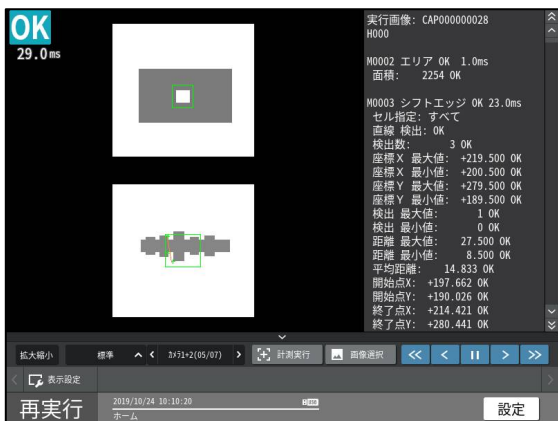 OK
29.0ms
実行画像: CAP000000028
H000
M0002 エリア OK 1.0ms
面積: 2254 OK
M0003 シフトエッジ OK 23.0ms
セル指定: すべて
直線 検出: OK
検出数: 3 OK
座標X 最大値: +219.500 OK
座標X 最小値: +200.500 OK
座標Y 最大値: +279.500 OK
座標Y 最小値: +189.500 OK
検出 最大値: 1 OK
検出 最小値: 0 OK
距離 最大値: 27.500 OK
距離 最小値: 8.500 OK
平均距離: 14.833 OK
開始点X: +197.662 OK
開始点Y: +190.026 OK
終了点X: +214.421 OK
終了点Y: +280.441 OK
拡大縮小 標準 カメラ1+2(05/07) 計測実行 画像選択
表示設定
再実行
2019/10/24 10:10:20
ホーム
設定